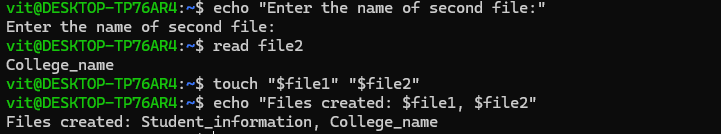 vit@DESKTOP-TP76AR4:~$ echo "Enter the name of second file:"
Enter the name of second file:
vit@DESKTOP-TP76AR4:~$ read file2
College_name
vit@DESKTOP-TP76AR4:~$ touch "$file1" "$file2"
vit@DESKTOP-TP76AR4:~$ echo "Files created: $file1, $file2"
Files created: Student_information, College_name